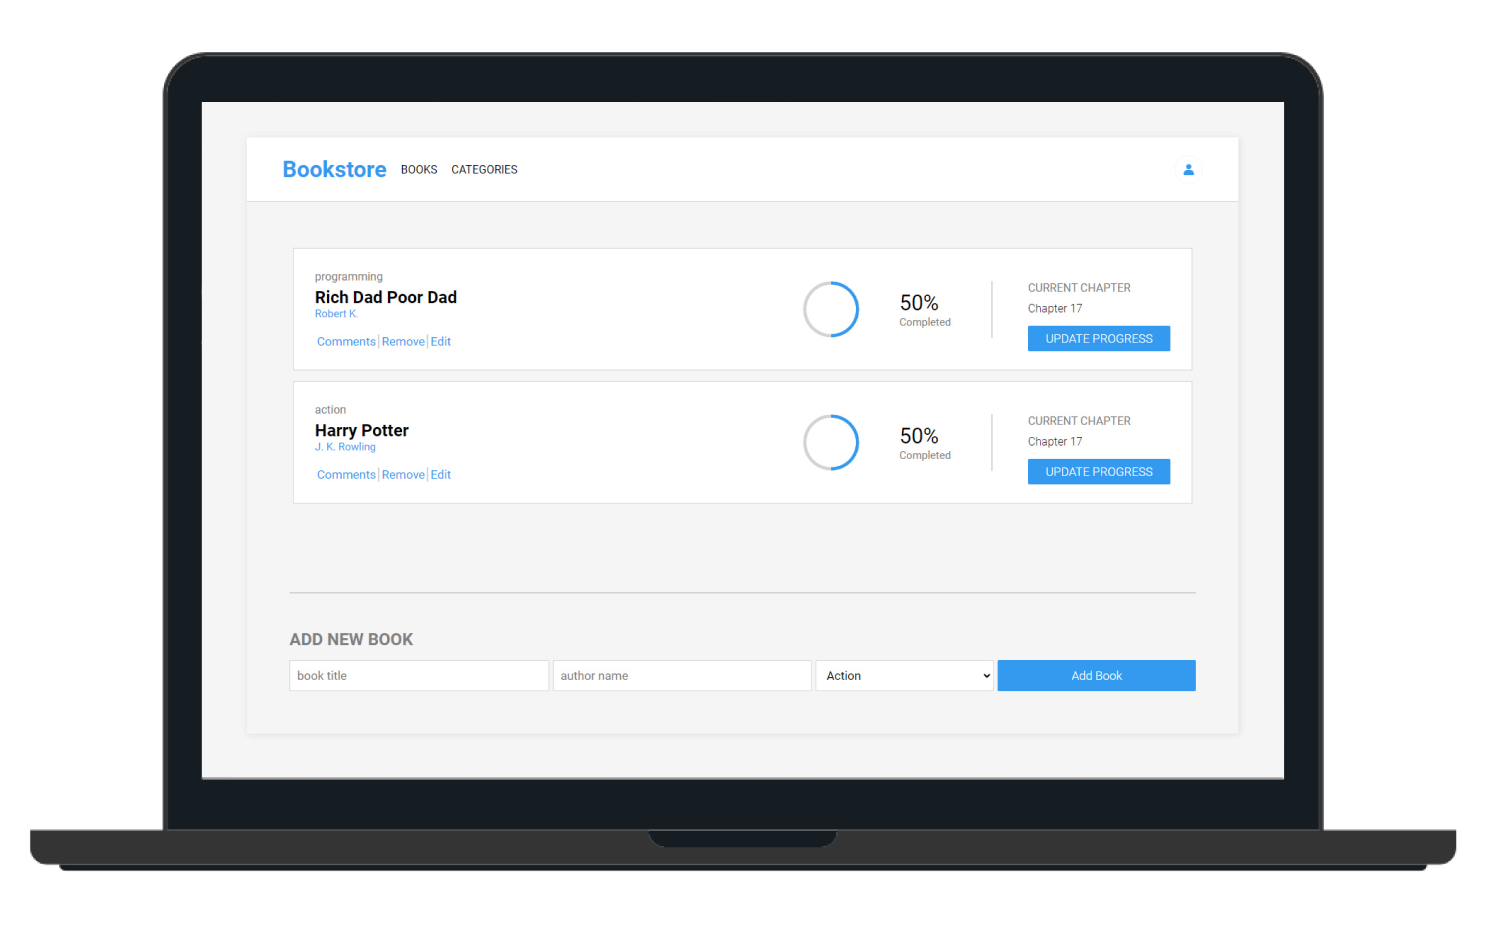 Bookstore BOOKS CATEGORIES
programming
Rich Dad Poor Dad
Robert K.
Comments Remove Edit
50%
Completed
CURRENT CHAPTER
Chapter 17
UPDATE PROGRESS
action
Harry Potter
J. K. Rowling
Comments Remove Edit
50%
Completed
CURRENT CHAPTER
Chapter 17
UPDATE PROGRESS
ADD NEW BOOK
book title author name Action Add Book